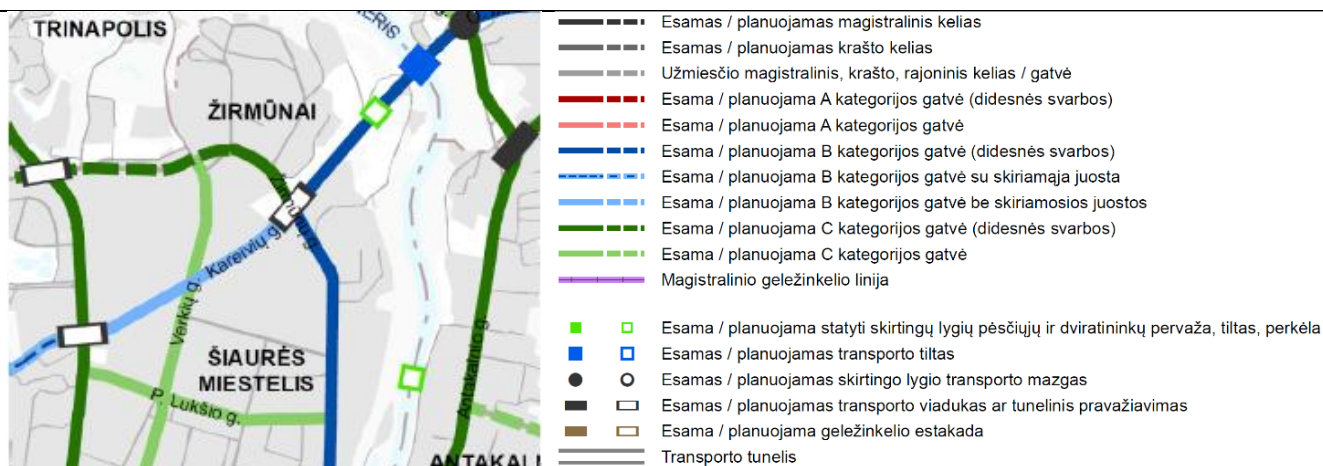 TRINAPOLIS
NERIS
ŽIRMŪNAI
Žirmūnų g.
Kareivių g.
Verkių g.
ŠIAURĖS
MIESTELIS
P. Lukšio g.
Antakalnio g.
ANTAKALN
Esamas / planuojamas magistralinis kelias
Esamas / planuojamas krašto kelias
Užmiesčio magistralinis, krašto, rajoninis kelias / gatvė
Esama / planuojama A kategorijos gatvė (didesnės svarbos)
Esama / planuojama A kategorijos gatvė
Esama / planuojama B kategorijos gatvė (didesnės svarbos)
Esama / planuojama B kategorijos gatvė su skiriamąja juosta
Esama / planuojama B kategorijos gatvė be skiriamosios juostos
Esama / planuojama C kategorijos gatvė (didesnės svarbos)
Esama / planuojama C kategorijos gatvė
Magistralinio geležinkelio linija
Esama / planuojama statyti skirtingų lygių pėsčiųjų ir dviratininkų pervaža, tiltas, perkėla
Esamas / planuojamas transporto tiltas
Esamas / planuojamas skirtingo lygio transporto mazgas
Esamas / planuojamas transporto viadukas ar tunelinis pravažiavimas
Esama / planuojama geležinkelio estakada
Transporto tunelis